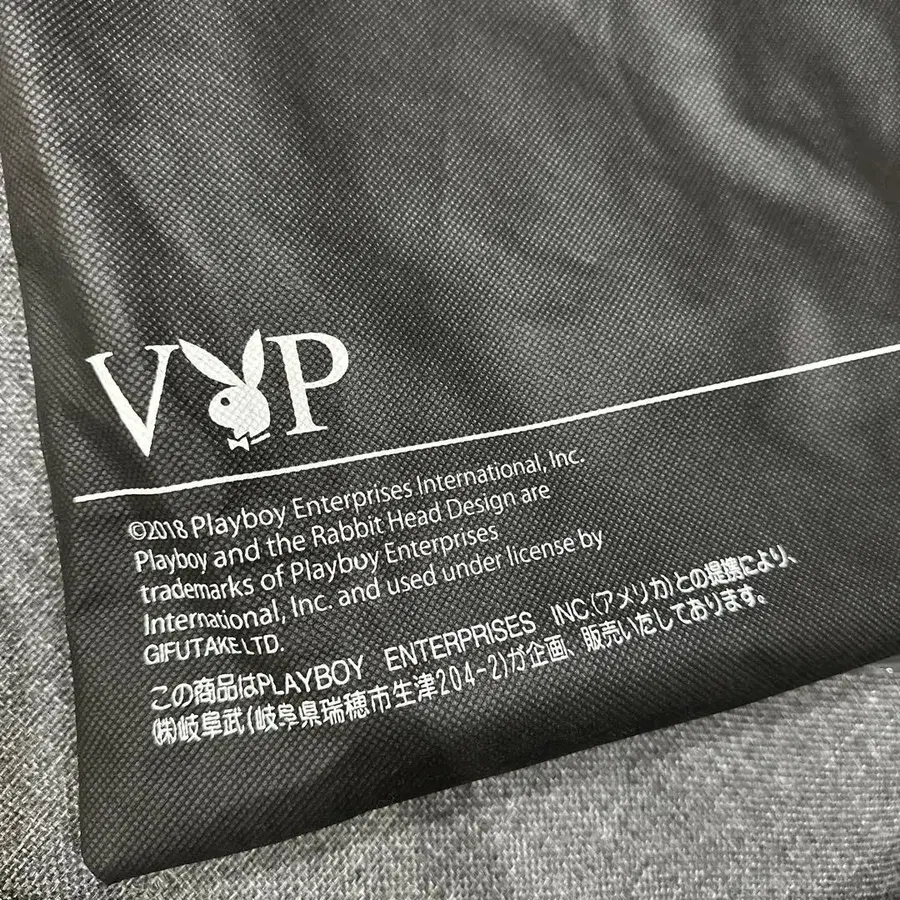 VP
©2018 Playboy Enterprises International, Inc.
Playboy and the Rabbit Head Design are
trademarks of Playboy Enterprises
International, Inc. and used under license by
GIFUTAKE LTD.
この商品はPLAYBOY ENTERPRISES INC.(アメリカ)との提携により、
㈱岐阜武(岐阜県瑞穂市生津204-2)が企画、販売いたしております。